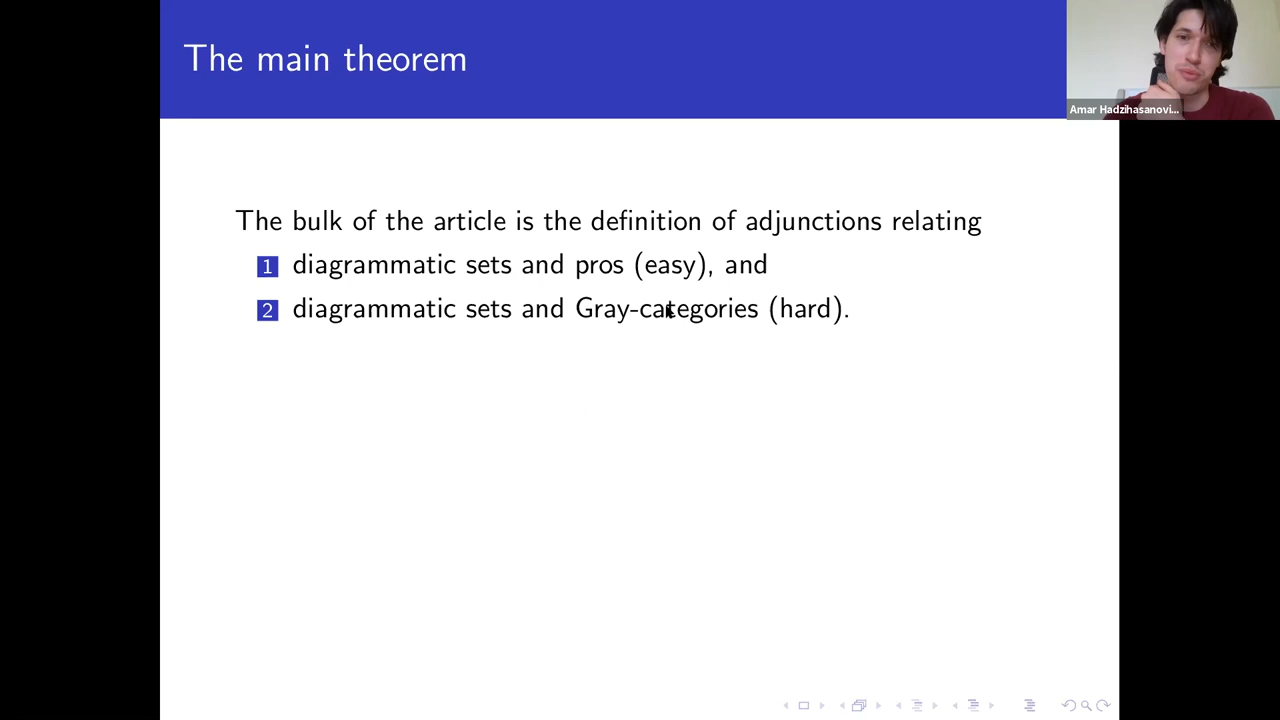 The main theorem
Amar Hadzihasanovi...
The bulk of the article is the definition of adjunctions relating
1 diagrammatic sets and pros (easy), and
2 diagrammatic sets and Gray-categories (hard).